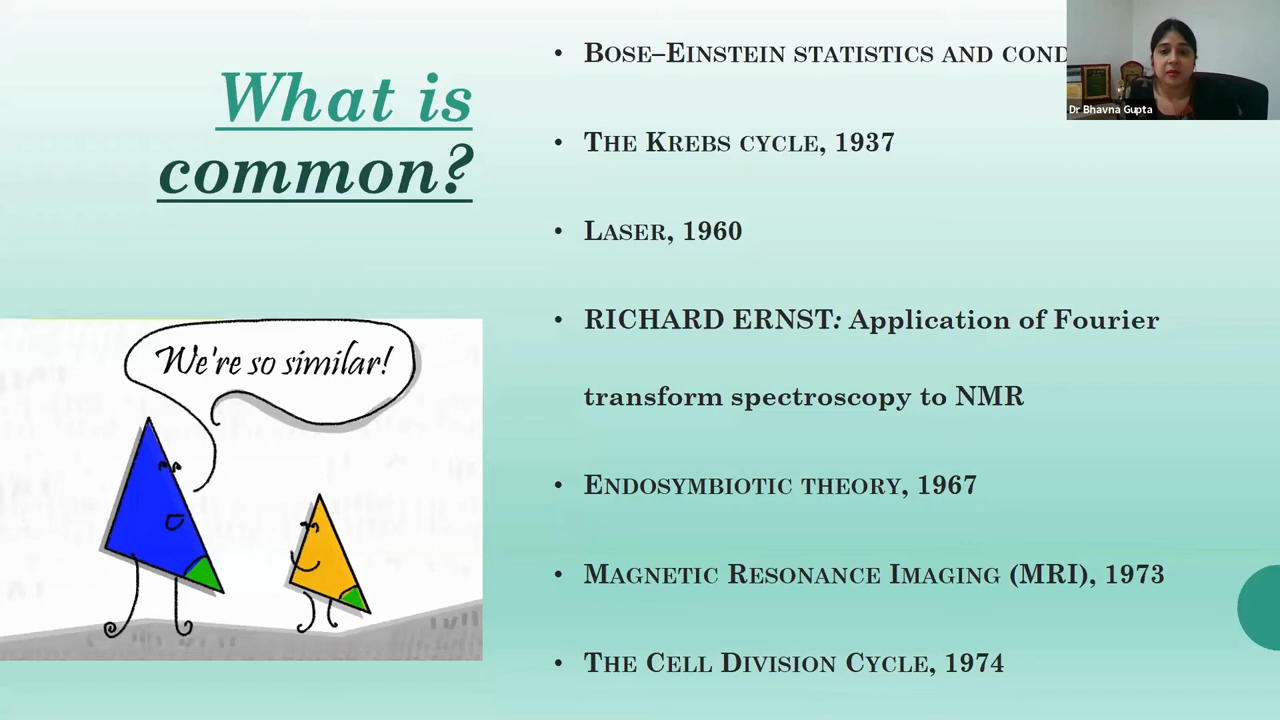 What is
common?
We're so similar!
• Bose–Einstein statistics and cond
• The Krebs cycle, 1937
• Laser, 1960
• RICHARD ERNST: Application of Fourier
transform spectroscopy to NMR
• Endosymbiotic theory, 1967
• Magnetic Resonance Imaging (MRI), 1973
• The Cell Division Cycle, 1974
Dr Bhavna Gupta